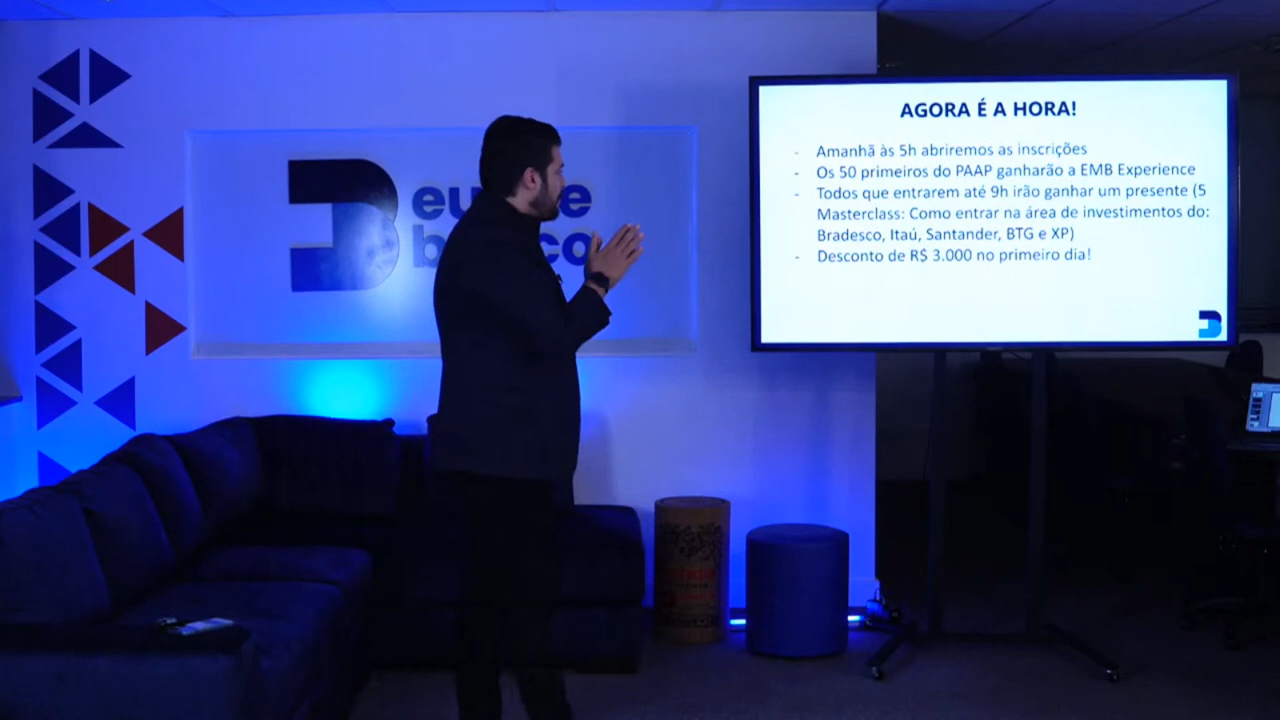 AGORA É A HORA!
- Amanhã às 5h abriremos as inscrições
- Os 50 primeiros do PAAP ganharão a EMB Experience
- Todos que entrarem até 9h irão ganhar um presente (5
Masterclass: Como entrar na área de investimentos do:
Bradesco, Itaú, Santander, BTG e XP)
- Desconto de R$ 3.000 no primeiro dia!